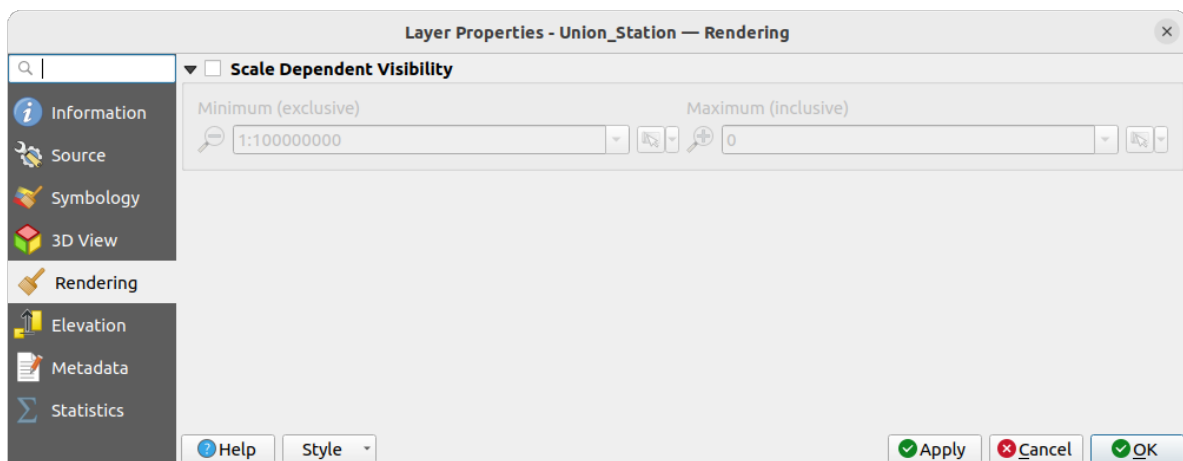 Layer Properties - Union_Station — Rendering
Scale Dependent Visibility
Information
Source
Symbology
3D View
Rendering
Elevation
Metadata
Statistics
Minimum (exclusive)
Maximum (inclusive)
1:100000000
0
Help
Style
Apply
Cancel
OK